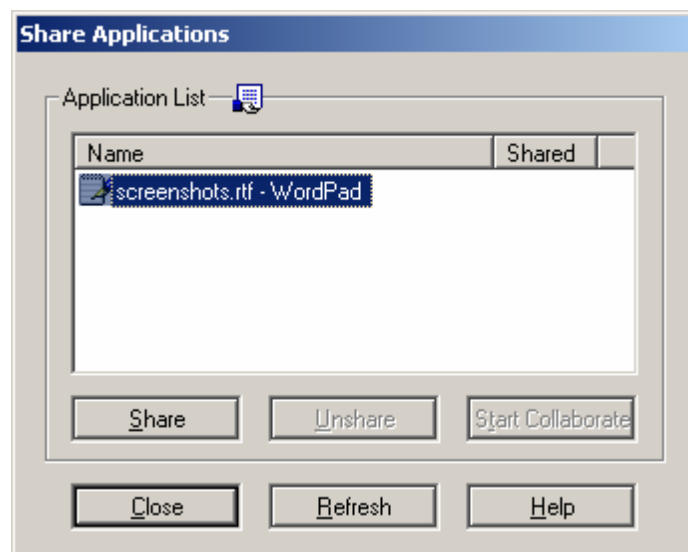 Share Applications
Application List
Name Shared
screenshots.rtf - WordPad
Share Unshare Start Collaborate
Close Refresh Help